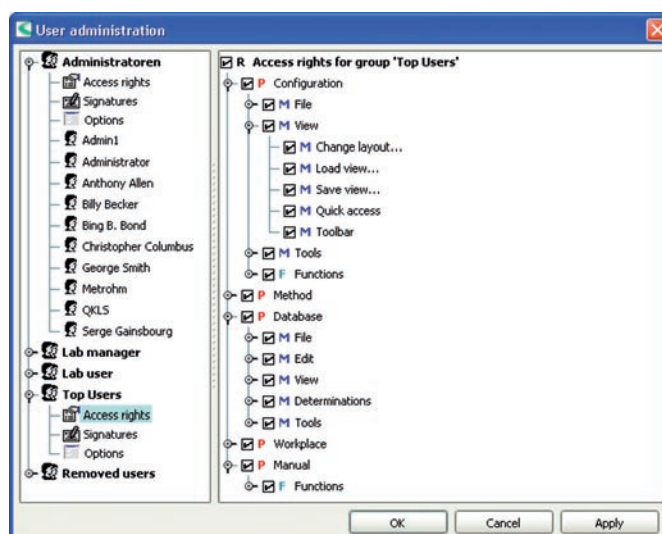 User administration
Administratoren
Access rights
Signatures
Options
Admin1
Administrator
Anthony Allen
Billy Becker
Bing B. Bond
Christopher Columbus
George Smith
Metrohm
QKLS
Serge Gainsbourg
Lab manager
Lab user
Top Users
Access rights
Signatures
Options
Removed users
R Access rights for group 'Top Users'
P Configuration
M File
M View
M Change layout...
M Load view...
M Save view...
M Quick access
M Toolbar
M Tools
F Functions
P Method
P Database
M File
M Edit
M View
M Determinations
M Tools
P Workplace
P Manual
F Functions
OK
Cancel
Apply